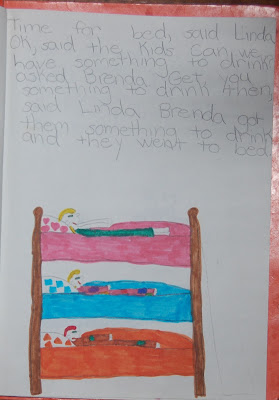 Time for bed, said Linda
Ok, said the kids Can we
have something to drink
asked Brenda Get you
something to drink then
said Linda Brenda got
them something to drink
and they went to bed